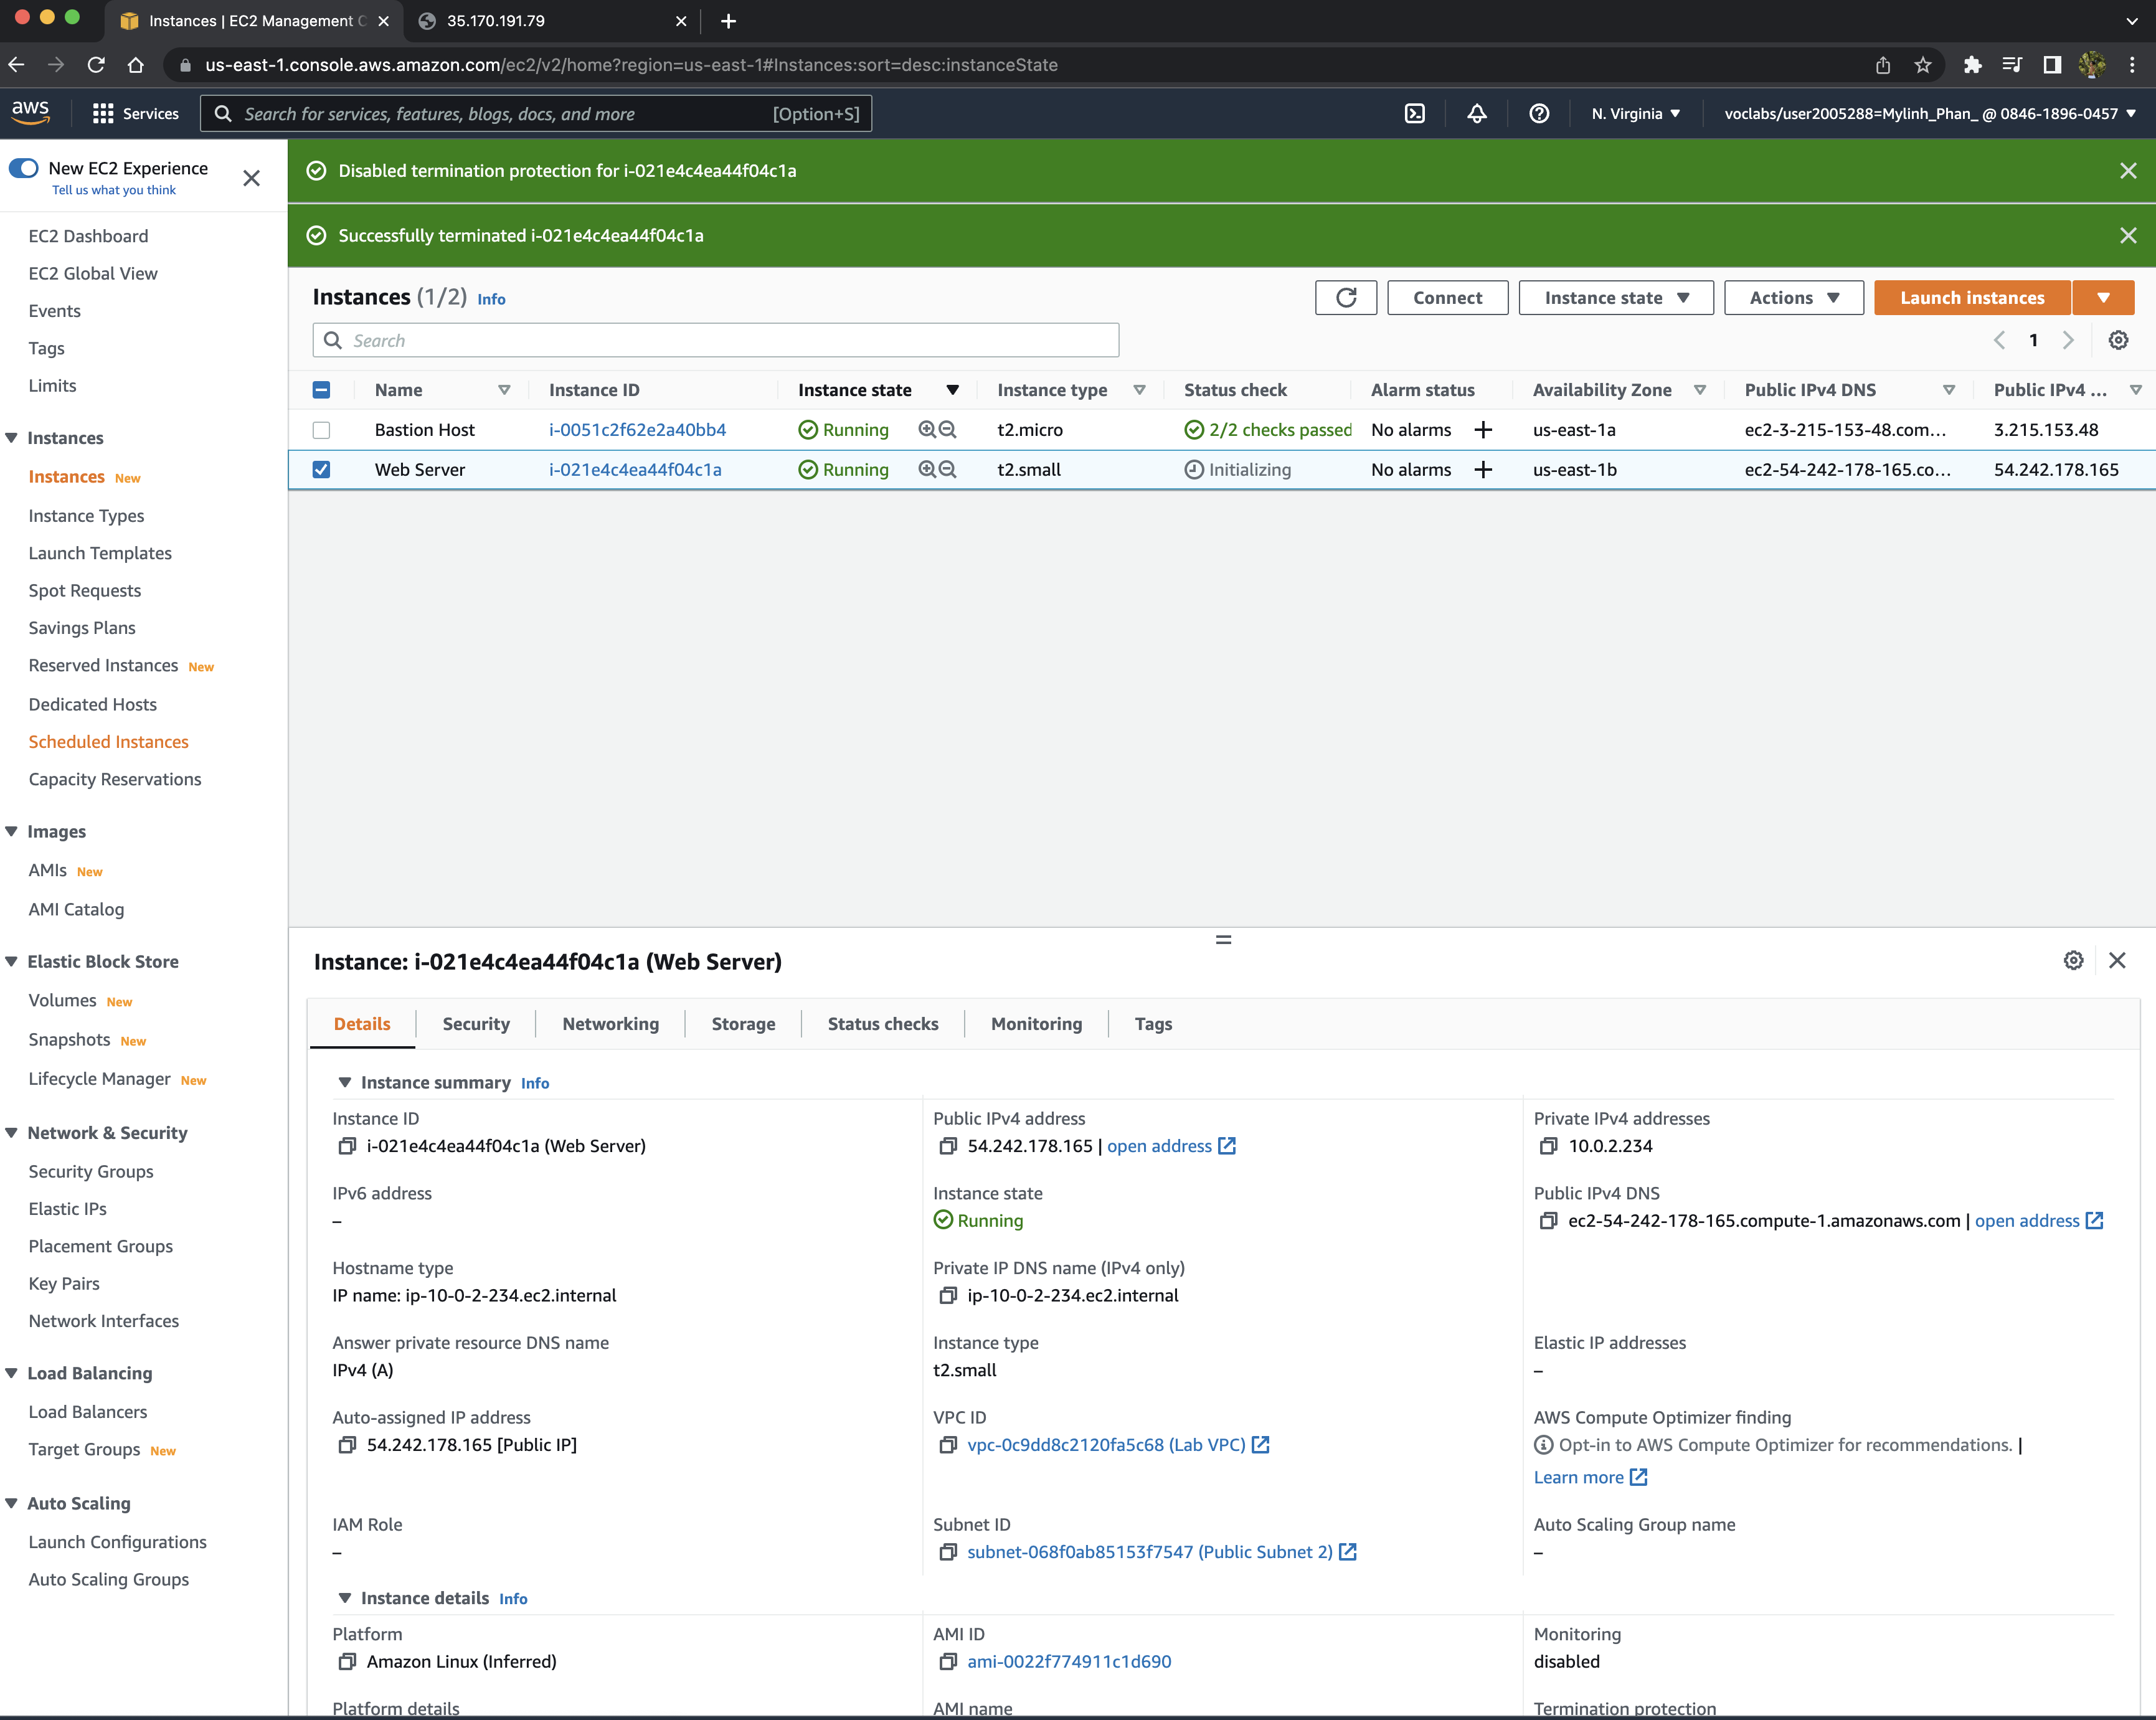 Instances | EC2 Management C
35.170.191.79
us-east-1.console.aws.amazon.com/ec2/v2/home?region=us-east-1#Instances:sort=desc:instanceState
aws
Services
Search for services, features, blogs, docs, and more
[Option+S]
N. Virginia
voclabs/user2005288=Mylinh_Phan_ @ 0846-1896-0457
New EC2 Experience
Tell us what you think
EC2 Dashboard
EC2 Global View
Events
Tags
Limits
Instances
Instances New
Instance Types
Launch Templates
Spot Requests
Savings Plans
Reserved Instances New
Dedicated Hosts
Scheduled Instances
Capacity Reservations
Images
AMIs New
AMI Catalog
Elastic Block Store
Volumes New
Snapshots New
Lifecycle Manager New
Network & Security
Security Groups
Elastic IPs
Placement Groups
Key Pairs
Network Interfaces
Load Balancing
Load Balancers
Target Groups New
Auto Scaling
Launch Configurations
Auto Scaling Groups
Disabled termination protection for i-021e4c4ea44f04c1a
Successfully terminated i-021e4c4ea44f04c1a
Instances (1/2) Info
Connect
Instance state
Actions
Launch instances
Search
1
Name Instance ID Instance state Instance type Status check Alarm status Availability Zone Public IPv4 DNS Public IPv4 ...
Bastion Host i-0051c2f62e2a40bb4 Running t2.micro 2/2 checks passed No alarms + us-east-1a ec2-3-215-153-48.com... 3.215.153.48
Web Server i-021e4c4ea44f04c1a Running t2.small Initializing No alarms + us-east-1b ec2-54-242-178-165.co... 54.242.178.165
Instance: i-021e4c4ea44f04c1a (Web Server)
Details Security Networking Storage Status checks Monitoring Tags
Instance summary Info
Instance ID
i-021e4c4ea44f04c1a (Web Server)
Public IPv4 address
54.242.178.165 | open address
Private IPv4 addresses
10.0.2.234
IPv6 address
–
Instance state
Running
Public IPv4 DNS
ec2-54-242-178-165.compute-1.amazonaws.com | open address
Hostname type
IP name: ip-10-0-2-234.ec2.internal
Private IP DNS name (IPv4 only)
ip-10-0-2-234.ec2.internal
Answer private resource DNS name
IPv4 (A)
Instance type
t2.small
Elastic IP addresses
–
Auto-assigned IP address
54.242.178.165 [Public IP]
VPC ID
vpc-0c9dd8c2120fa5c68 (Lab VPC)
AWS Compute Optimizer finding
Opt-in to AWS Compute Optimizer for recommendations. |
Learn more
IAM Role
–
Subnet ID
subnet-068f0ab85153f7547 (Public Subnet 2)
Auto Scaling Group name
–
Instance details Info
Platform
Amazon Linux (Inferred)
AMI ID
ami-0022f774911c1d690
Monitoring
disabled
Platform details
AMI name
Termination protection